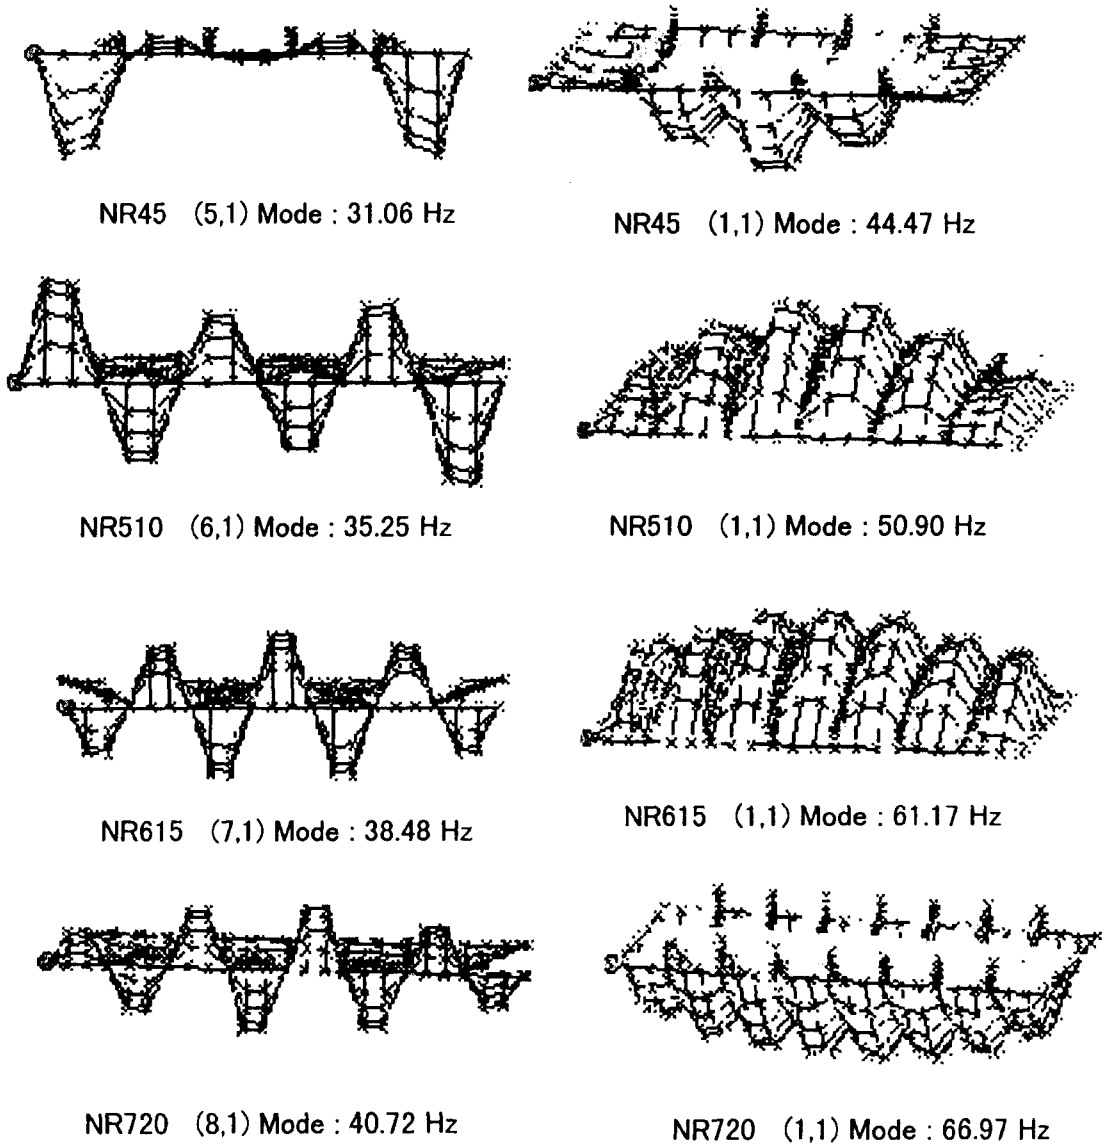 NR45 (5,1) Mode : 31.06 Hz
NR45 (1,1) Mode : 44.47 Hz
NR510 (6,1) Mode : 35.25 Hz
NR510 (1,1) Mode : 50.90 Hz
NR615 (7,1) Mode : 38.48 Hz
NR615 (1,1) Mode : 61.17 Hz
NR720 (8,1) Mode : 40.72 Hz
NR720 (1,1) Mode : 66.97 Hz